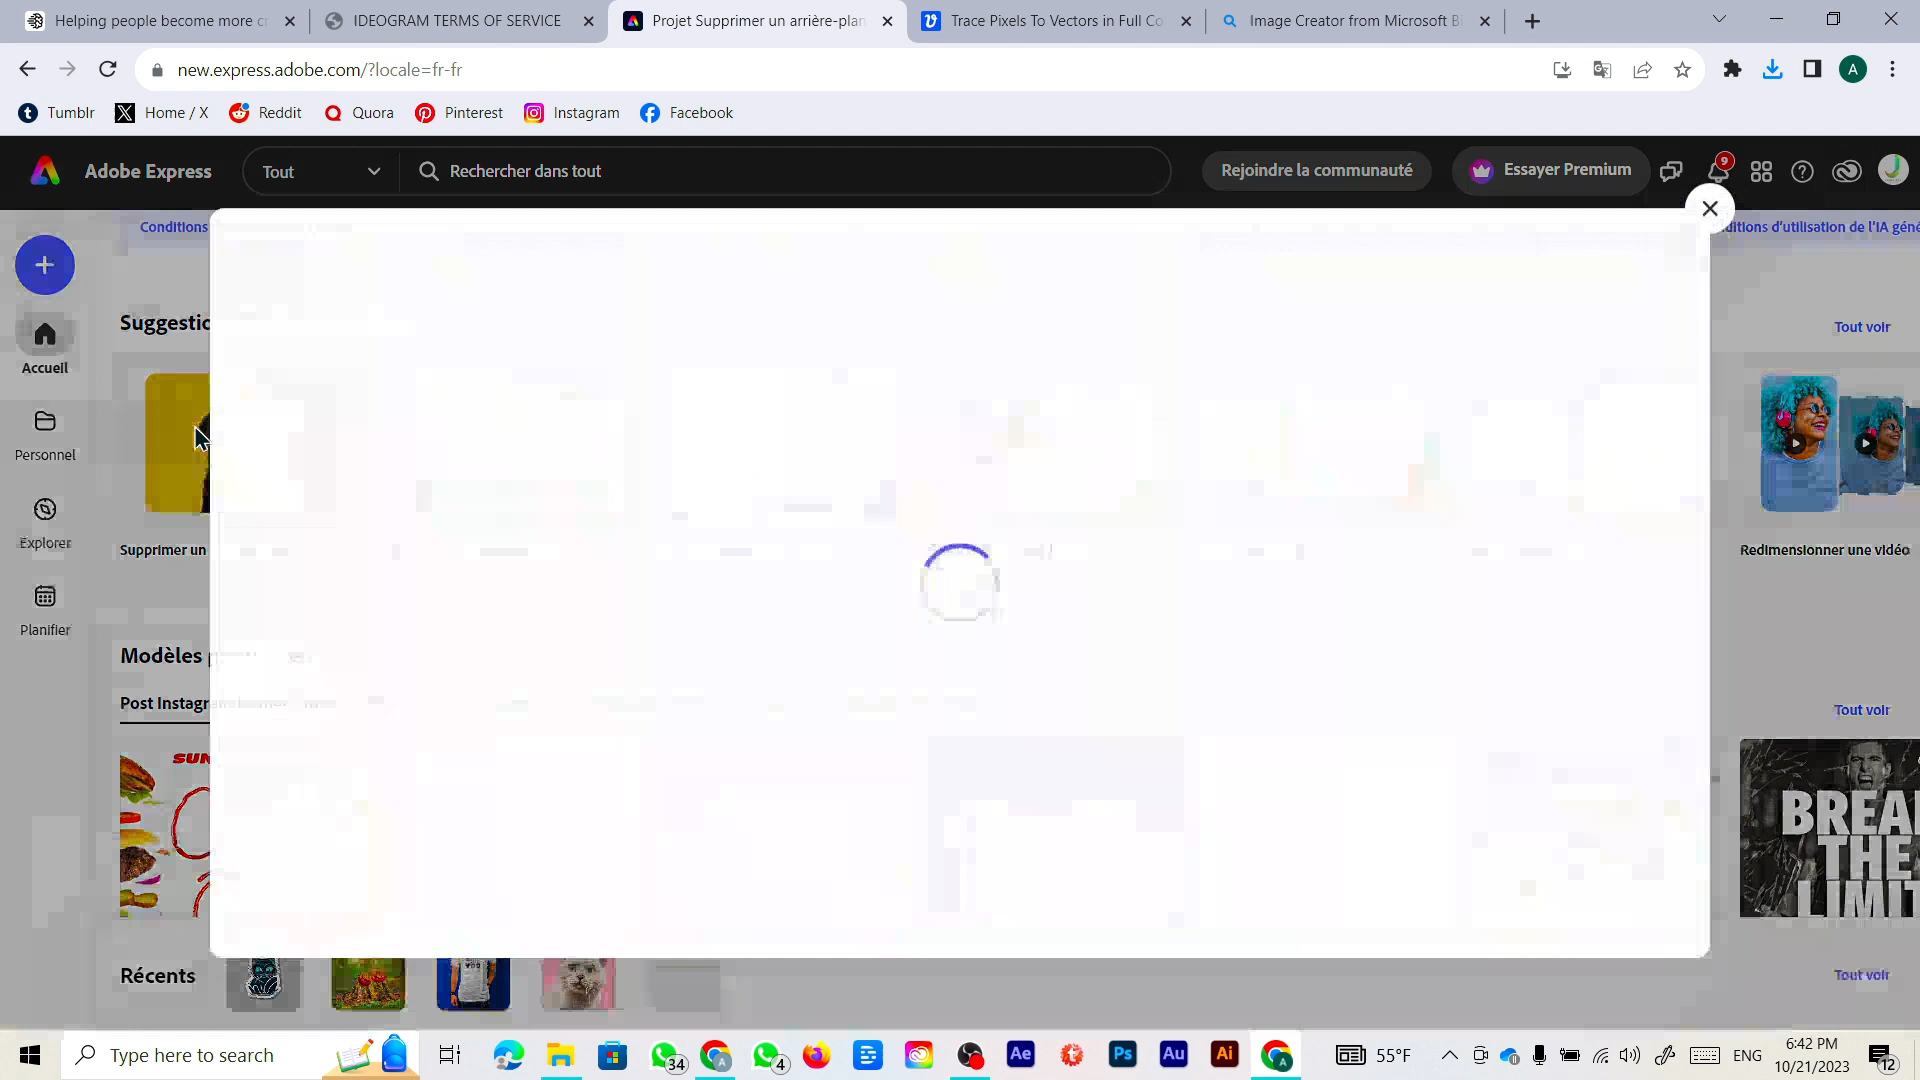 Helping people become more cr
IDEOGRAM TERMS OF SERVICE
Projet Supprimer un arrière-plan
Trace Pixels To Vectors in Full Co
Image Creator from Microsoft Bi
new.express.adobe.com/?locale=fr-fr
A
Tumblr
Home / X
Reddit
Quora
Pinterest
Instagram
Facebook
Adobe Express
Tout
Rechercher dans tout
Rejoindre la communauté
Essayer Premium
9
Conditions
ditions d'utilisation de l'IA géné
Suggestio
Tout voir
Accueil
Personnel
Explorer
Planifier
Supprimer un
Redimensionner une vidéo
Modèles
Post Instagr
Tout voir
SUN
BREA
THE
LIMIT
Récents
Tout voir
Type here to search
34
4
Ae
Ps
Au
Ai
A
55°F
ENG
6:42 PM
10/21/2023
12